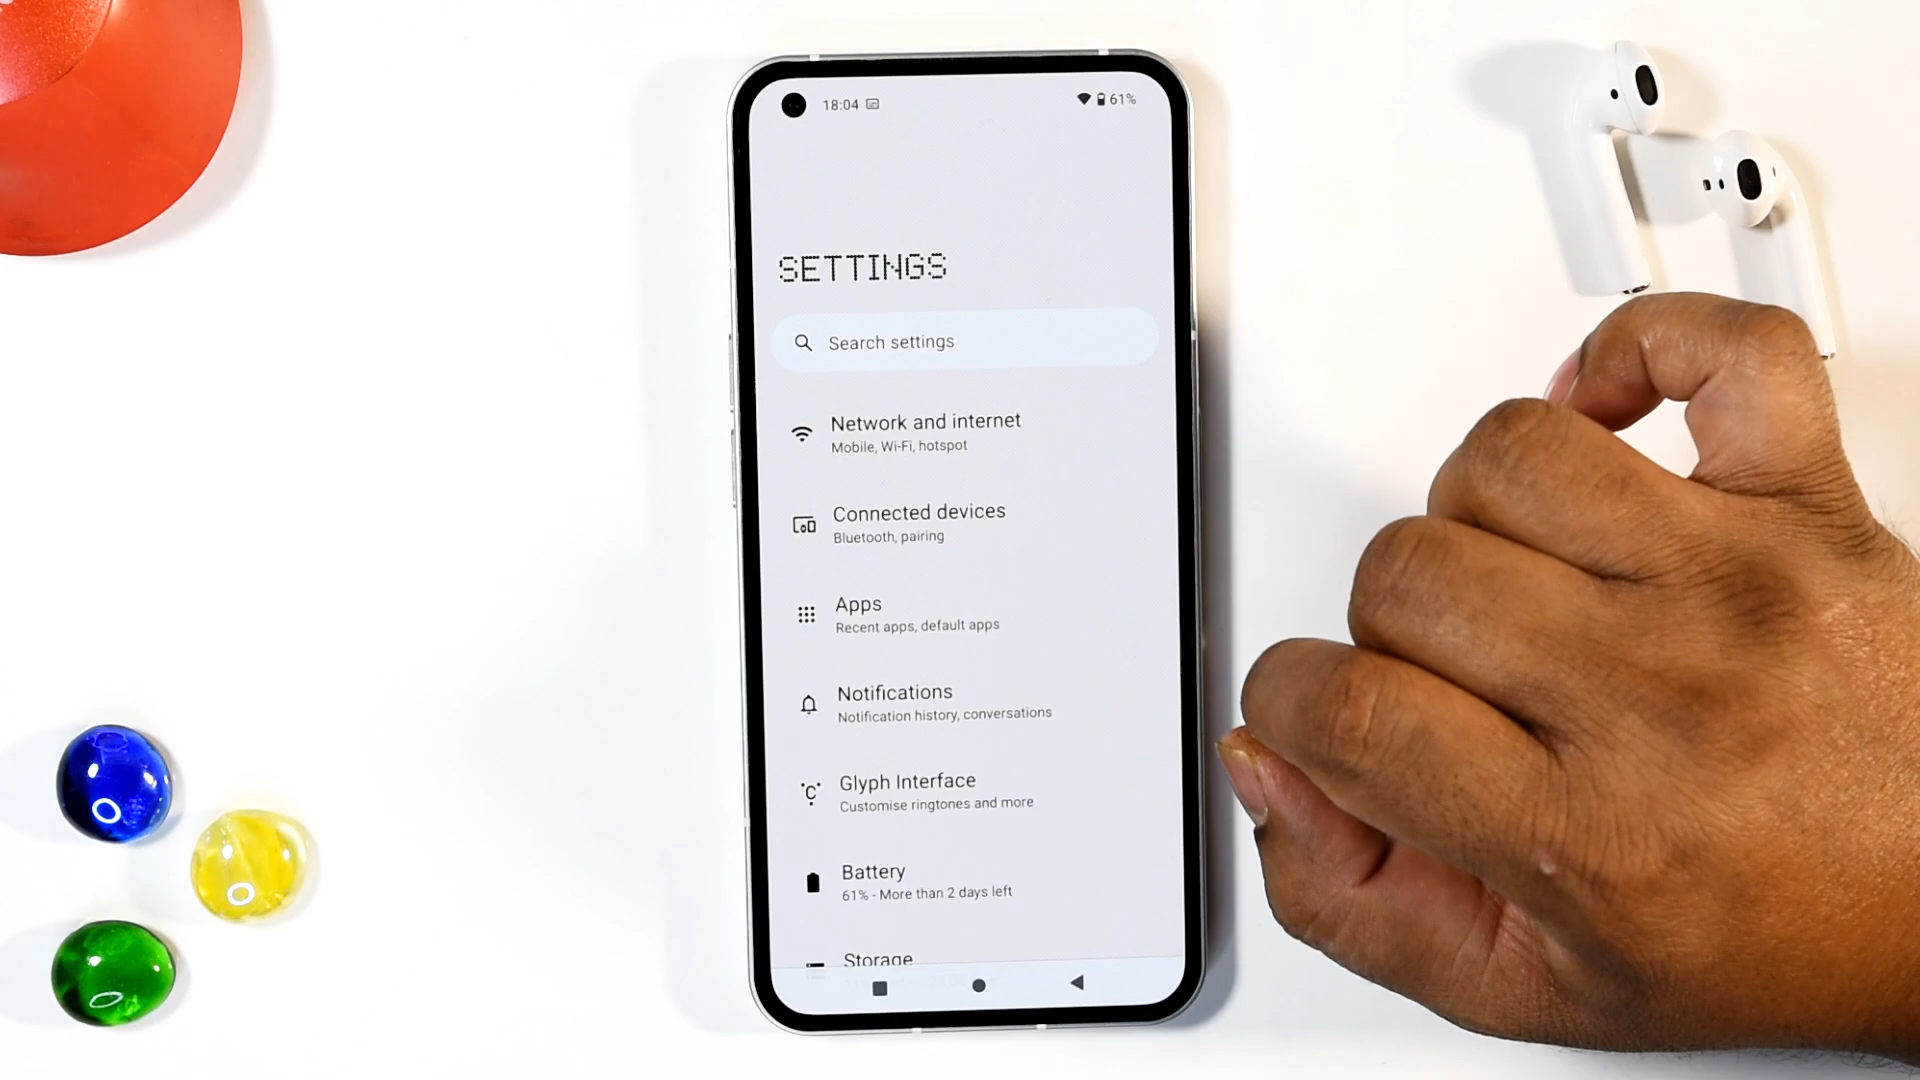 18:04 61%
SETTINGS
Search settings
Network and internet
Mobile, Wi-Fi, hotspot
Connected devices
Bluetooth, pairing
Apps
Recent apps, default apps
Notifications
Notification history, conversations
Glyph Interface
Customise ringtones and more
Battery
61% - More than 2 days left
Storage